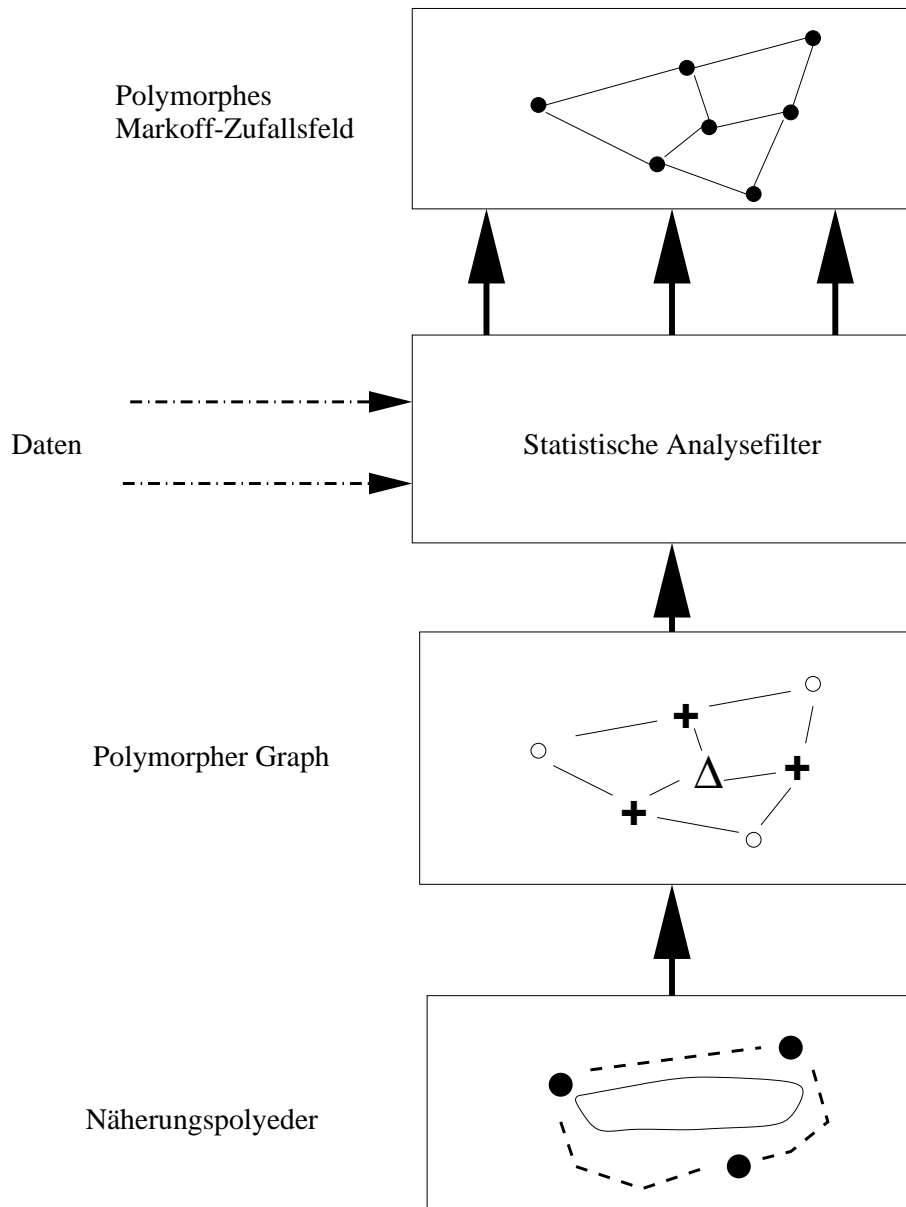 Polymorphes
Markoff-Zufallsfeld
Daten
Statistische Analysefilter
Polymorpher Graph
Δ
Näherungspolyeder